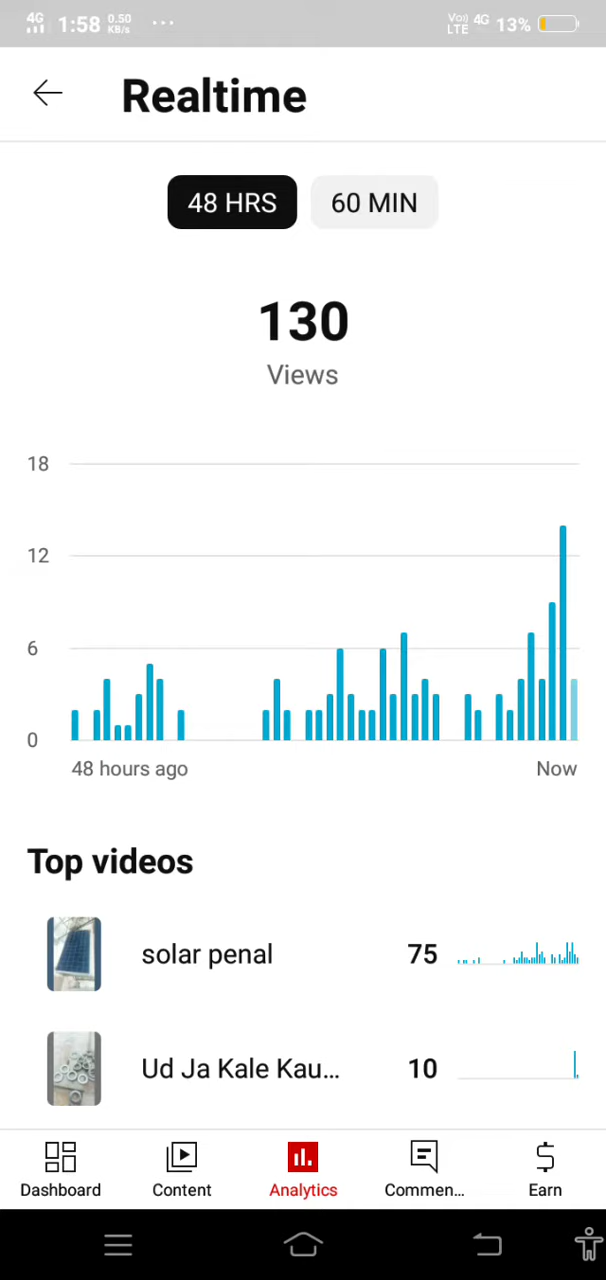 4G 1:58 0.50 KB/s ... Vo)) LTE 4G 13%
Realtime
48 HRS 60 MIN
130
Views
18
12
6
0
48 hours ago Now
Top videos
solar penal 75
Ud Ja Kale Kau... 10
Dashboard Content Analytics Commen... Earn